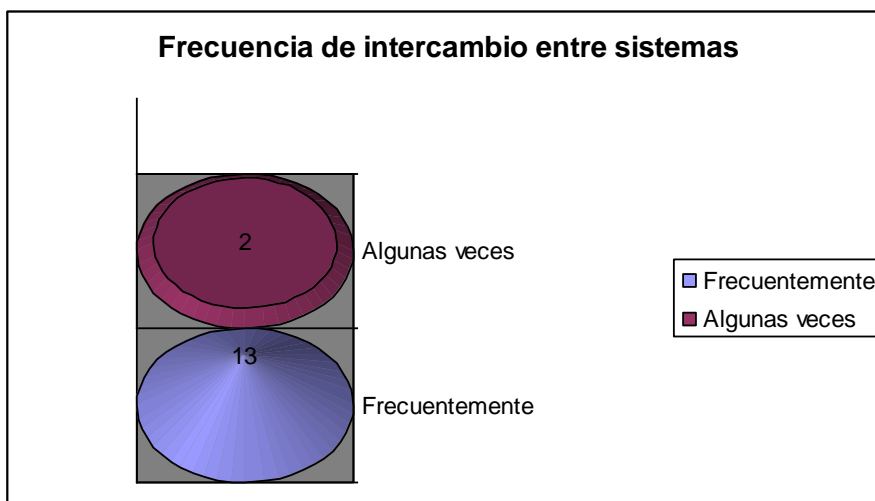 Frecuencia de intercambio entre sistemas
2
Algunas veces
13
Frecuentemente
Frecuentemente
Algunas veces